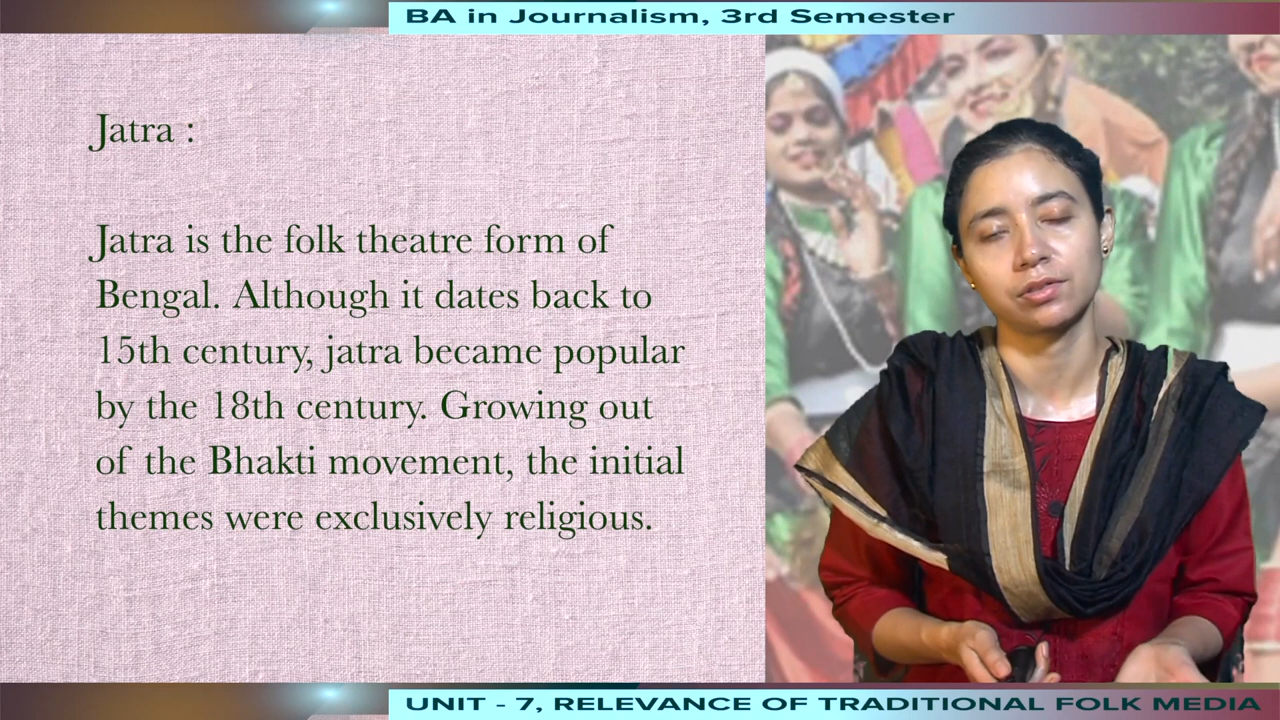 BA in Journalism, 3rd Semester
Jatra :
Jatra is the folk theatre form of
Bengal. Although it dates back to
15th century, jatra became popular
by the 18th century. Growing out
of the Bhakti movement, the initial
themes were exclusively religious.
UNIT - 7, RELEVANCE OF TRADITIONAL FOLK MEDIA